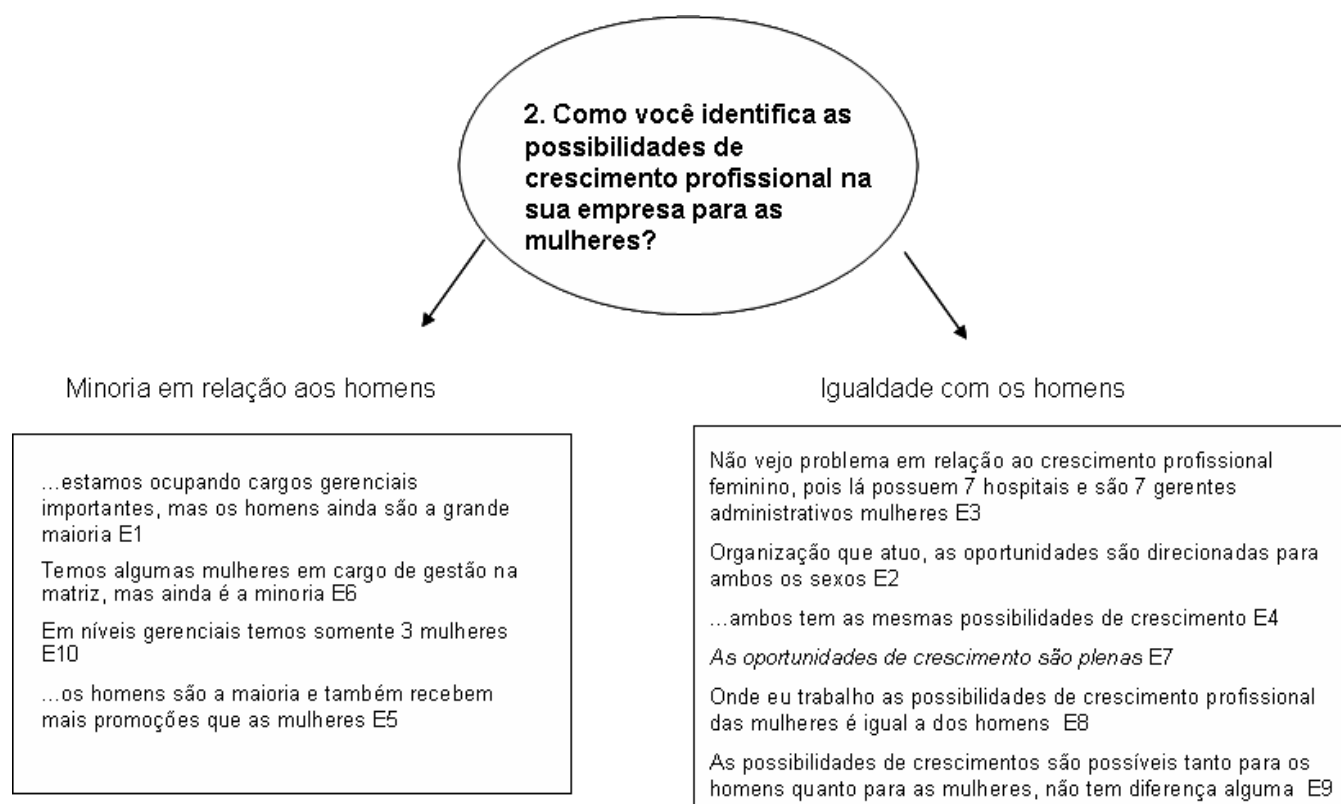 2. Como você identifica as
possibilidades de
crescimento profissional na
sua empresa para as
mulheres?
Minoria em relação aos homens
...estamos ocupando cargos gerenciais
importantes, mas os homens ainda são a grande
maioria E1
Temos algumas mulheres em cargo de gestão na
matriz, mas ainda é a minoria E6
Em níveis gerenciais temos somente 3 mulheres
E10
...os homens são a maioria e também recebem
mais promoções que as mulheres E5
Igualdade com os homens
Não vejo problema em relação ao crescimento profissional
feminino, pois lá possuem 7 hospitais e são 7 gerentes
administrativos mulheres E3
Organização que atuo, as oportunidades são direcionadas para
ambos os sexos E2
...ambos tem as mesmas possibilidades de crescimento E4
As oportunidades de crescimento são plenas E7
Onde eu trabalho as possibilidades de crescimento profissional
das mulheres é igual a dos homens E8
As possibilidades de crescimentos são possíveis tanto para os
homens quanto para as mulheres, não tem diferença alguma E9